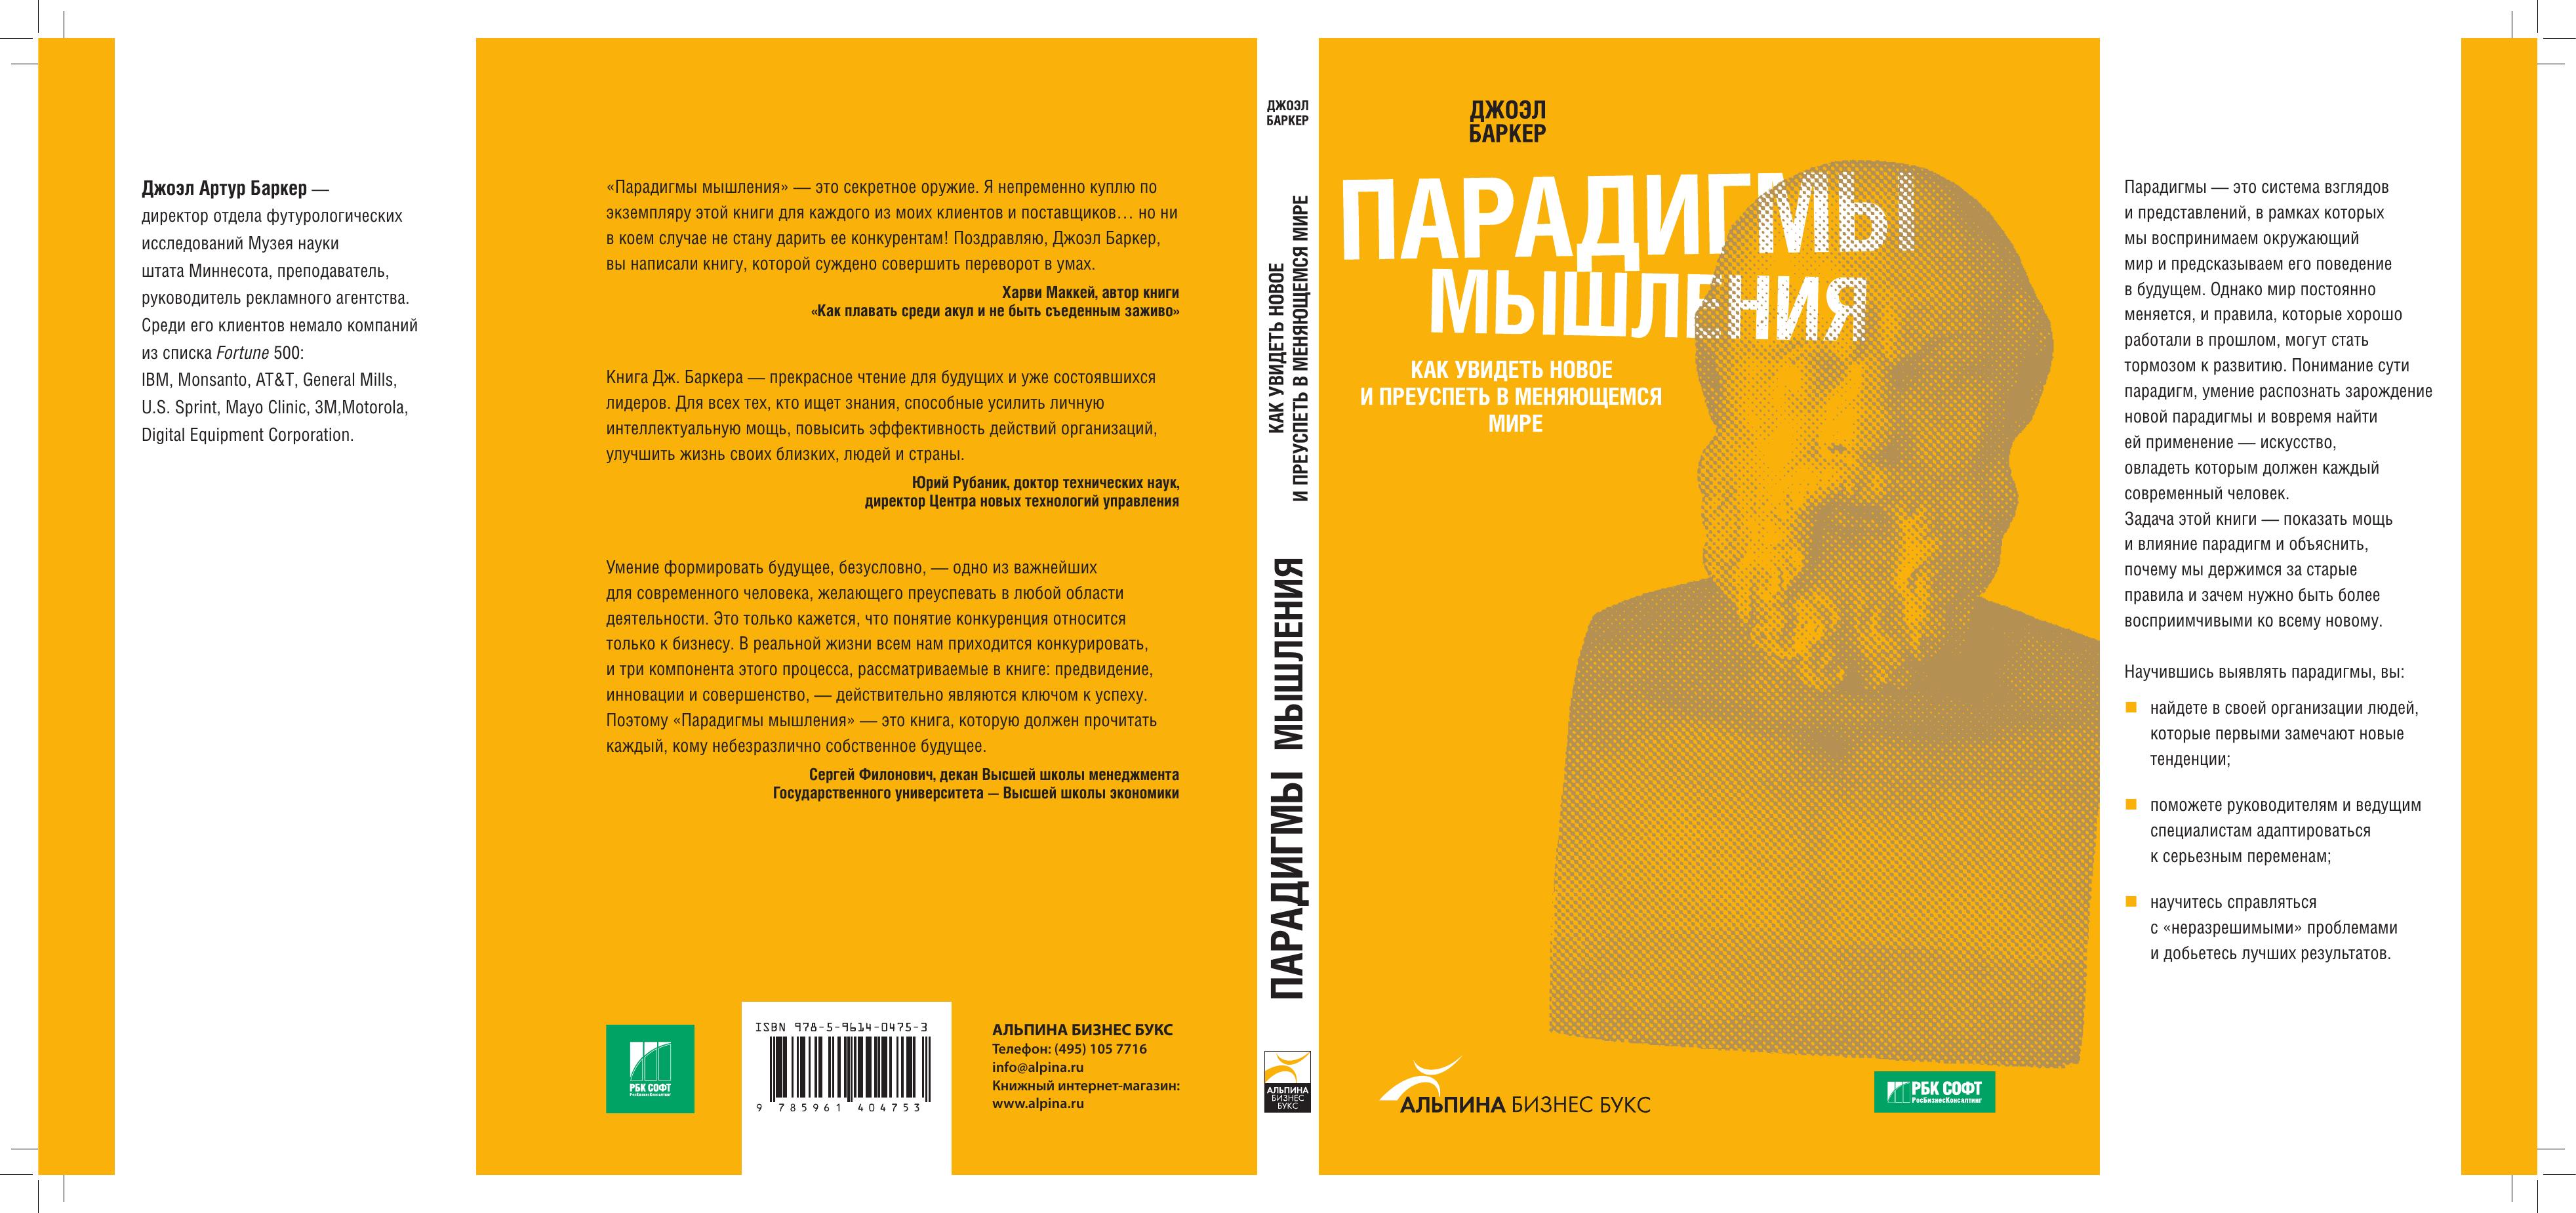 Джоэл Артур Баркер —
директор отдела футурологических
исследований Музея науки
штата Миннесота, преподаватель,
руководитель рекламного агентства.
Среди его клиентов немало компаний
из списка Fortune 500:
IBM, Monsanto, AT&T, General Mills,
U.S. Sprint, Mayo Clinic, 3M,Motorola,
Digital Equipment Corporation.
«Парадигмы мышления» — это секретное оружие. Я непременно куплю по
экземпляру этой книги для каждого из моих клиентов и поставщиков… но ни
в коем случае не стану дарить ее конкурентам! Поздравляю, Джоэл Баркер,
вы написали книгу, которой суждено совершить переворот в умах.
Харви Маккей, автор книги
«Как плавать среди акул и не быть съеденным заживо»
Книга Дж. Баркера — прекрасное чтение для будущих и уже состоявшихся
лидеров. Для всех тех, кто ищет знания, способные усилить личную
интеллектуальную мощь, повысить эффективность действий организаций,
улучшить жизнь своих близких, людей и страны.
Юрий Рубаник, доктор технических наук,
директор Центра новых технологий управления
Умение формировать будущее, безусловно, — одно из важнейших
для современного человека, желающего преуспевать в любой области
деятельности. Это только кажется, что понятие конкуренция относится
только к бизнесу. В реальной жизни всем нам приходится конкурировать,
и три компонента этого процесса, рассматриваемые в книге: предвидение,
инновации и совершенство, — действительно являются ключом к успеху.
Поэтому «Парадигмы мышления» — это книга, которую должен прочитать
каждый, кому небезразлично собственное будущее.
Сергей Филонович, декан Высшей школы менеджмента
Государственного университета — Высшей школы экономики
РБК СОФТ
РосБизнесКонсалтинг
ISBN 978-5-9614-0475-3
9 785961 404753
АЛЬПИНА БИЗНЕС БУКС
Телефон: (495) 105 7716
info@alpina.ru
Книжный интернет-магазин:
www.alpina.ru
ДЖОЭЛ
БАРКЕР
КАК УВИДЕТЬ НОВОЕ
И ПРЕУСПЕТЬ В МЕНЯЮЩЕМСЯ МИРЕ
ПАРАДИГМЫ МЫШЛЕНИЯ
АЛЬПИНА
БИЗНЕС
БУКС
ДЖОЭЛ
БАРКЕР
ПАРАДИГМЫ
МЫШЛЕНИЯ
КАК УВИДЕТЬ НОВОЕ
И ПРЕУСПЕТЬ В МЕНЯЮЩЕМСЯ
МИРЕ
АЛЬПИНА БИЗНЕС БУКС
РБК СОФТ
РосБизнесКонсалтинг
Парадигмы — это система взглядов
и представлений, в рамках которых
мы воспринимаем окружающий
мир и предсказываем его поведение
в будущем. Однако мир постоянно
меняется, и правила, которые хорошо
работали в прошлом, могут стать
тормозом к развитию. Понимание сути
парадигм, умение распознать зарождение
новой парадигмы и вовремя найти
ей применение — искусство,
овладеть которым должен каждый
современный человек.
Задача этой книги — показать мощь
и влияние парадигм и объяснить,
почему мы держимся за старые
правила и зачем нужно быть более
восприимчивыми ко всему новому.
Научившись выявлять парадигмы, вы:
найдете в своей организации людей,
которые первыми замечают новые
тенденции;
поможете руководителям и ведущим
специалистам адаптироваться
к серьезным переменам;
научитесь справляться
с «неразрешимыми» проблемами
и добьетесь лучших результатов.